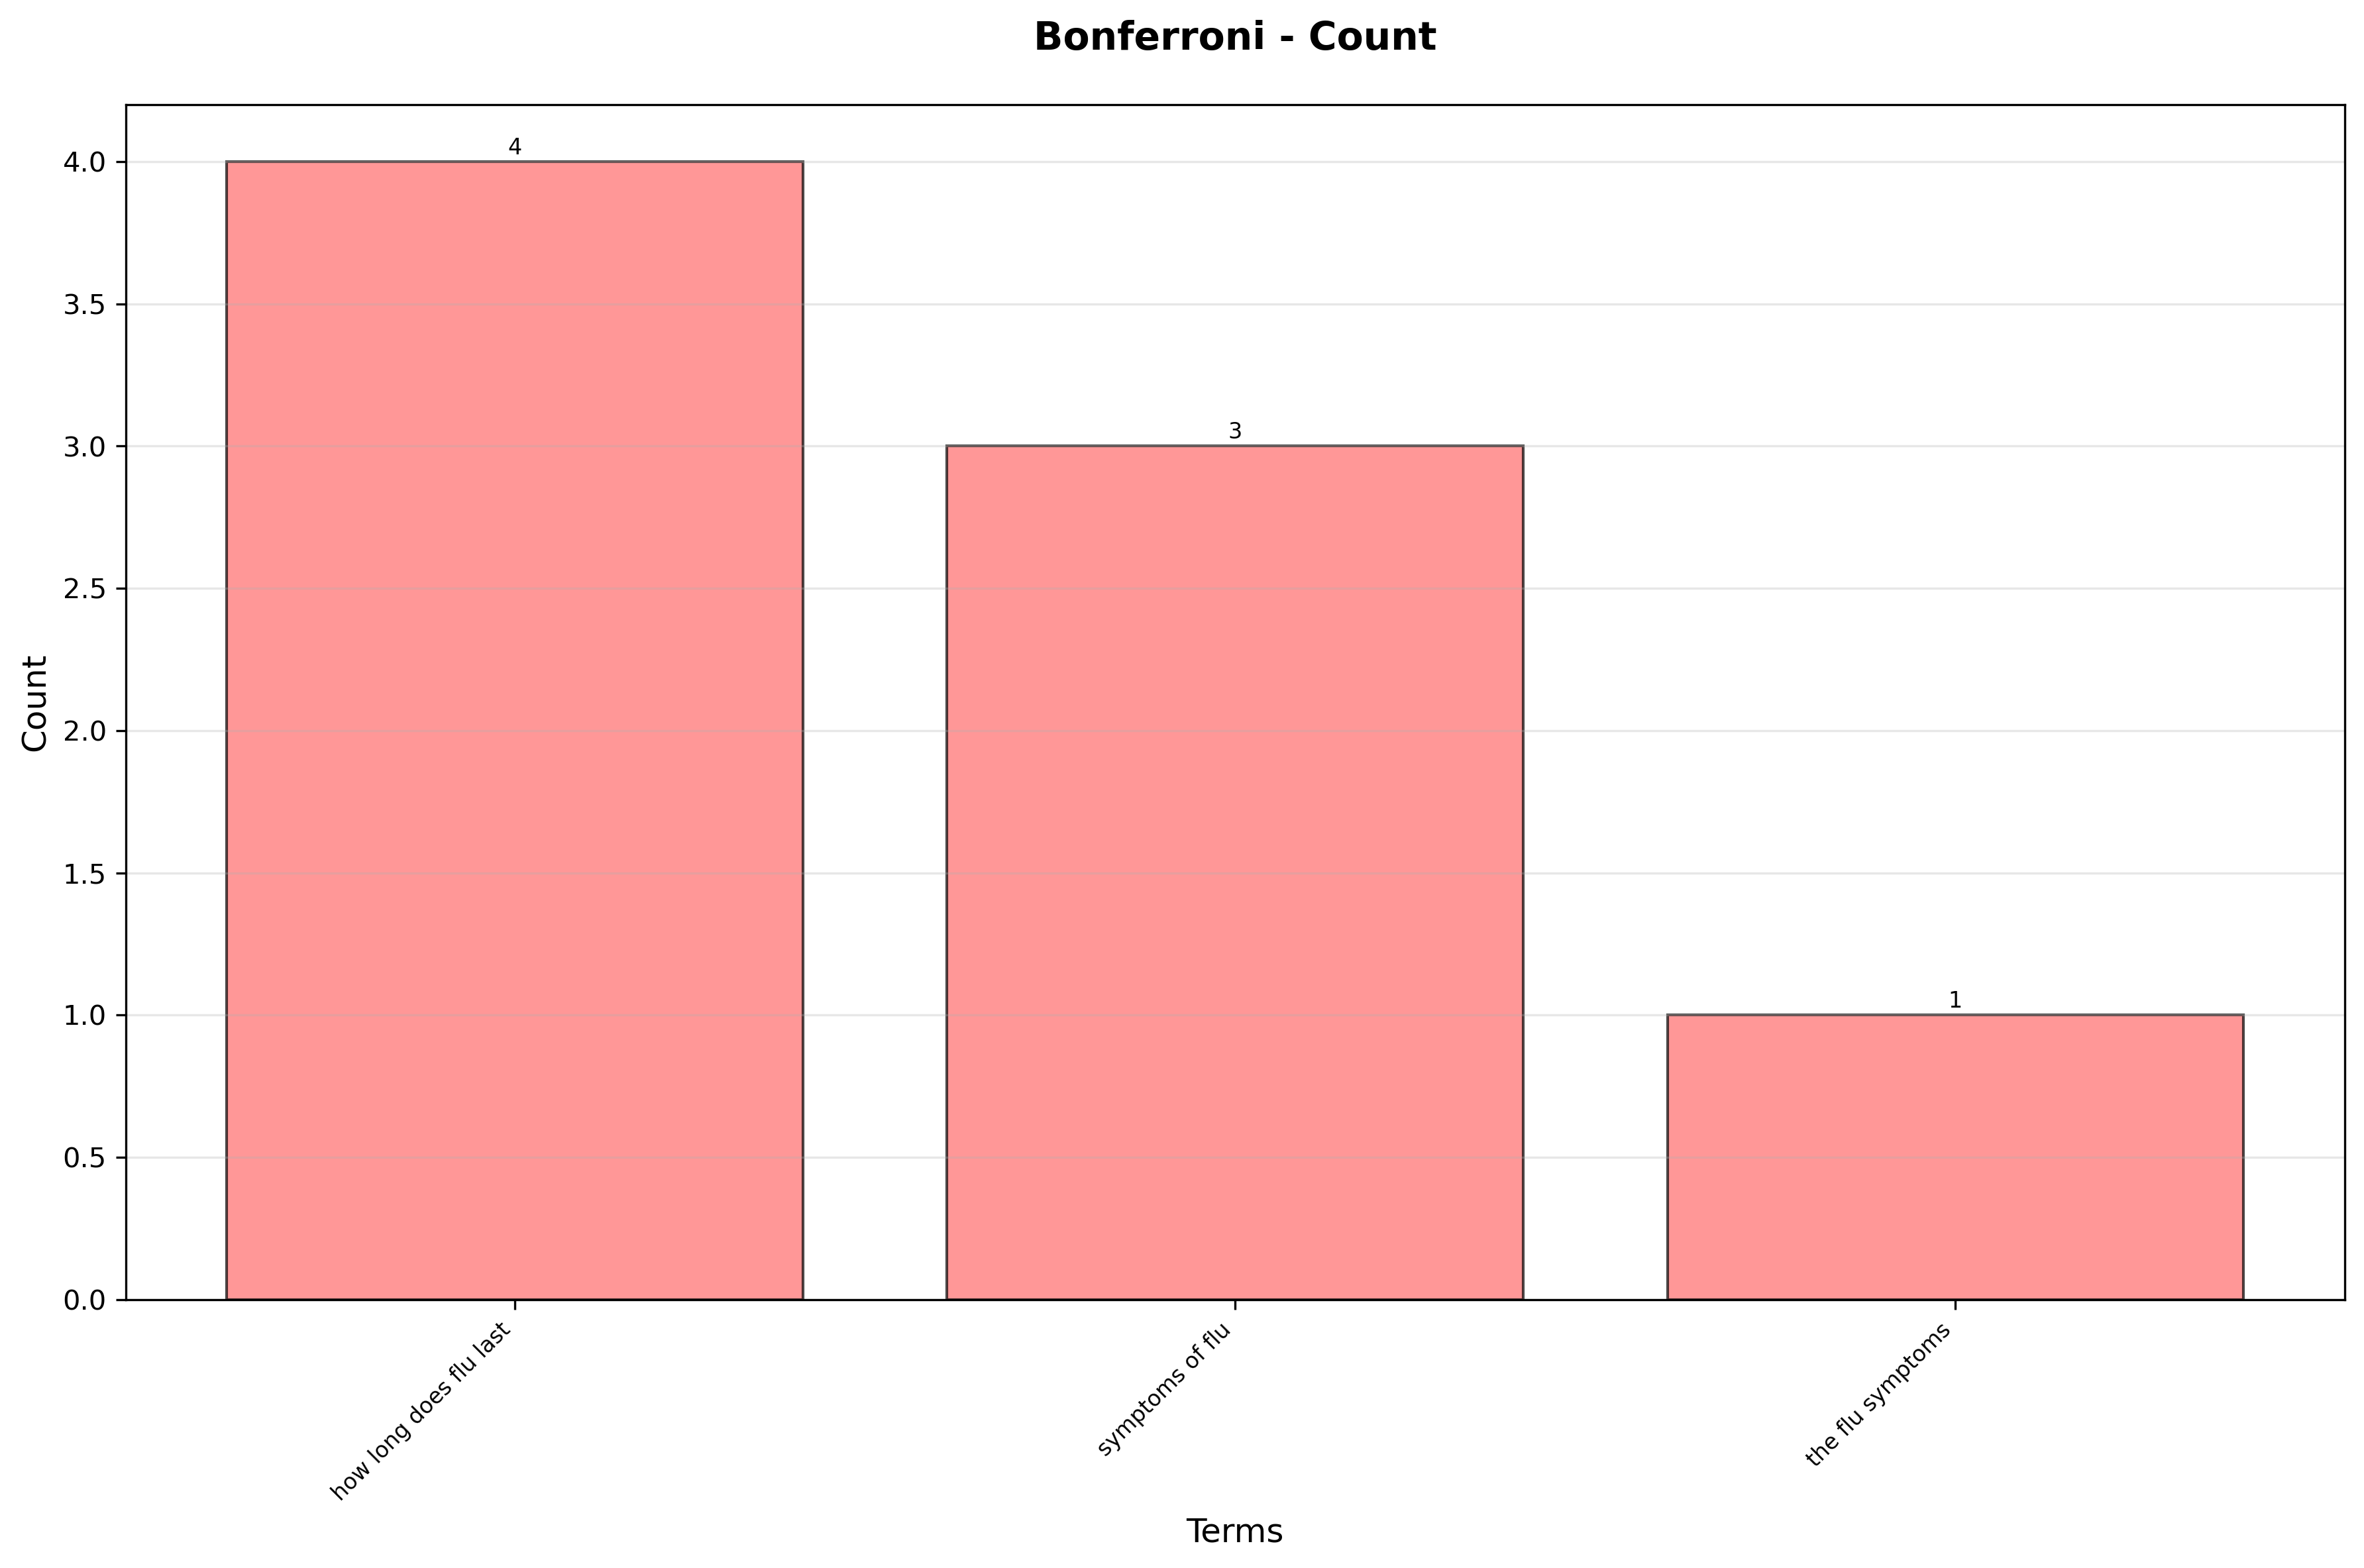 Bonferroni - Count
4
4.0
3.5
3
3.0
2.5
Count
2.0
1.5
1
1.0
0.5
0.0
how long does flu last
symptoms of flu
the flu symptoms
Terms